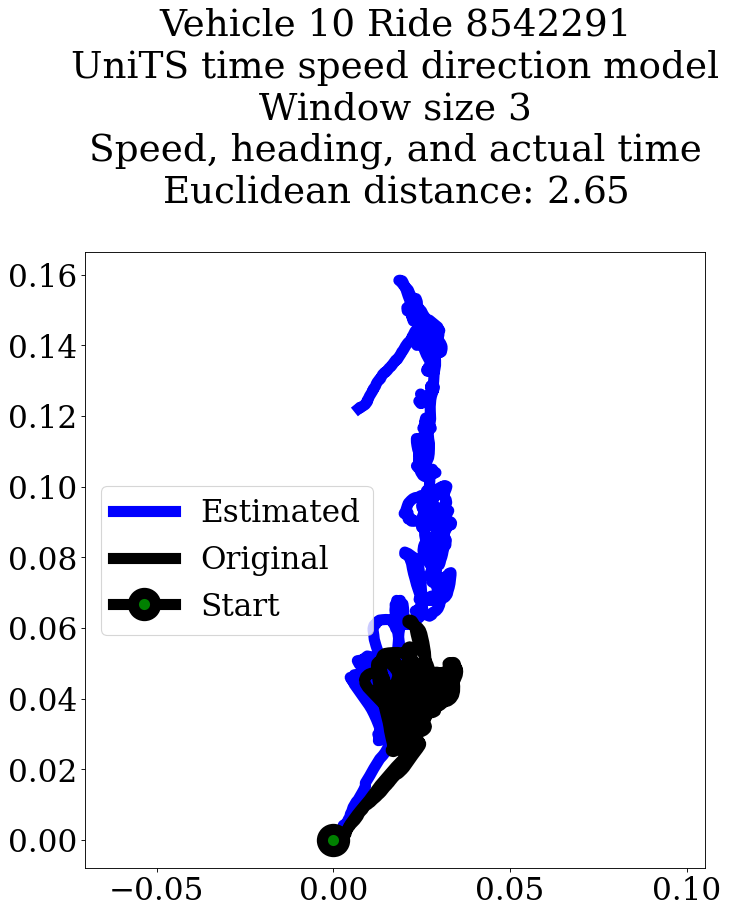 Vehicle 10 Ride 8542291
UniTS time speed direction model
Window size 3
Speed, heading, and actual time
Euclidean distance: 2.65
0.16
0.14
0.12
0.10
0.08
0.06
0.04
0.02
0.00
Estimated
Original
Start
−0.05
0.00
0.05
0.10